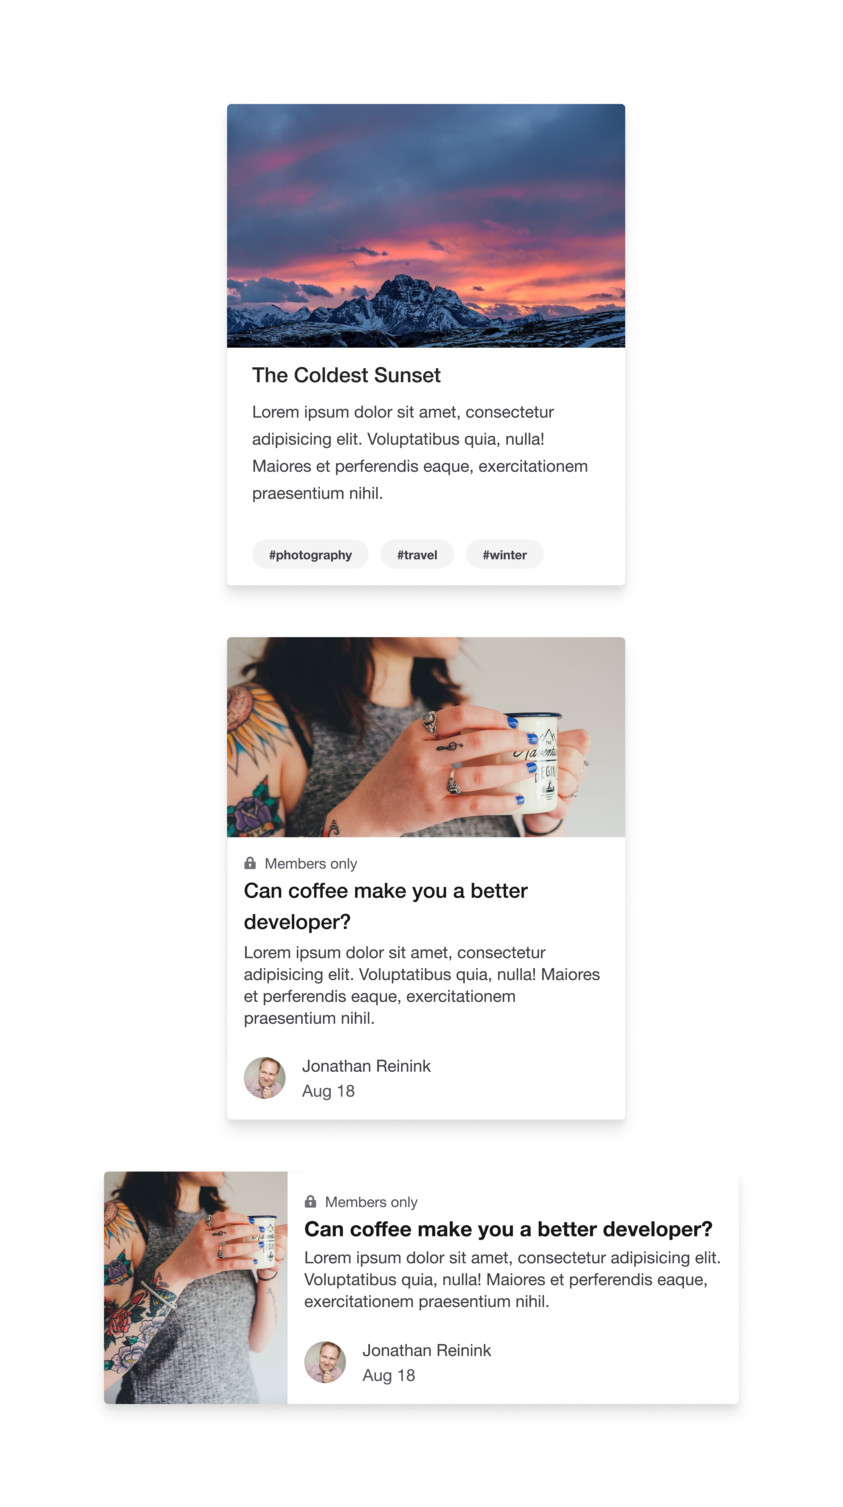 The Coldest Sunset
Lorem ipsum dolor sit amet, consectetur
adipisicing elit. Voluptatibus quia, nulla!
Maiores et perferendis eaque, exercitationem
praesentium nihil.
#photography #travel #winter
THE
BEGIN
Members only
Can coffee make you a better
developer?
Lorem ipsum dolor sit amet, consectetur
adipisicing elit. Voluptatibus quia, nulla! Maiores
et perferendis eaque, exercitationem
praesentium nihil.
Jonathan Reinink
Aug 18
Members only
Can coffee make you a better developer?
Lorem ipsum dolor sit amet, consectetur adipisicing elit.
Voluptatibus quia, nulla! Maiores et perferendis eaque,
exercitationem praesentium nihil.
Jonathan Reinink
Aug 18